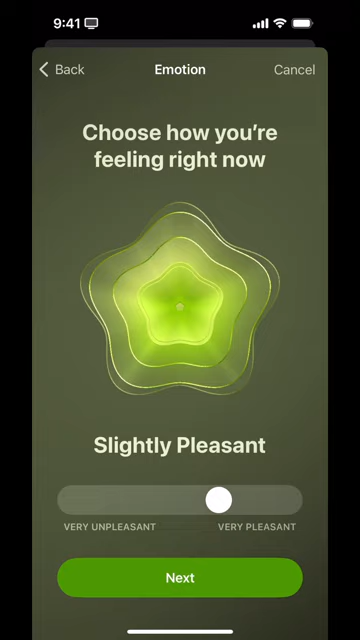 9:41
Back
Emotion
Cancel
Choose how you're
feeling right now
Slightly Pleasant
VERY UNPLEASANT
VERY PLEASANT
Next